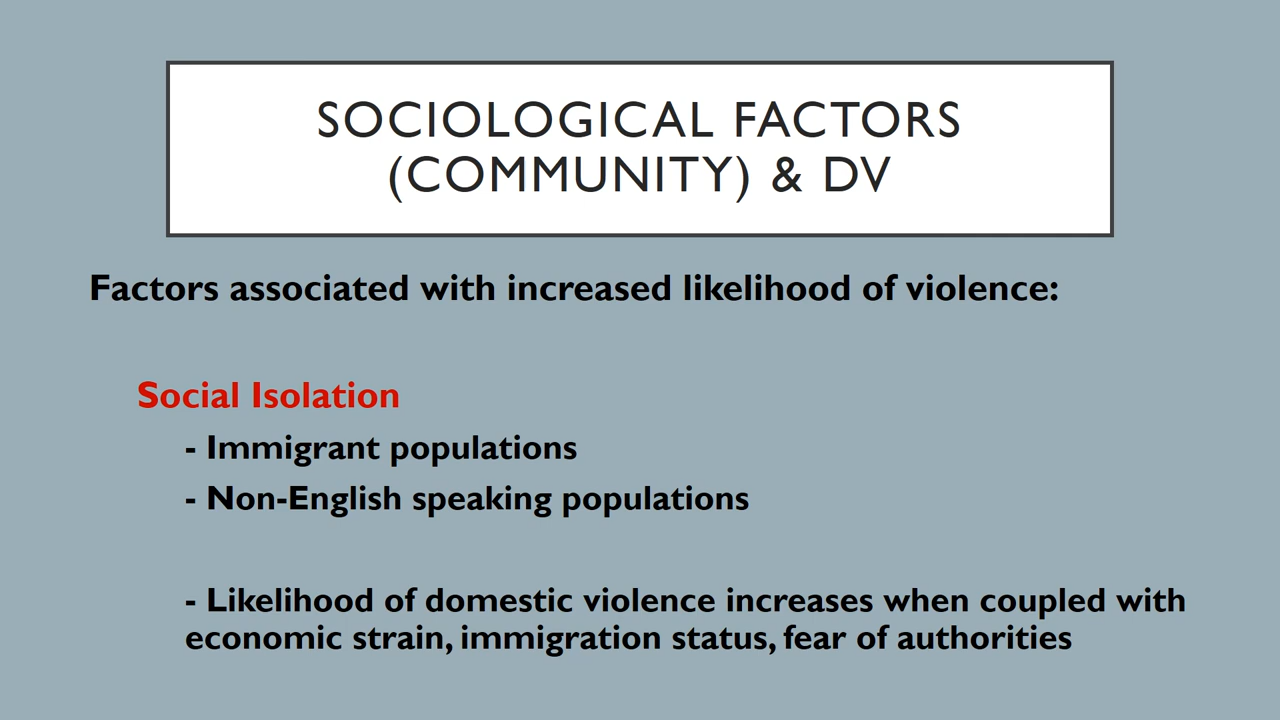 SOCIOLOGICAL FACTORS
(COMMUNITY) & DV
Factors associated with increased likelihood of violence:
Social Isolation
- Immigrant populations
- Non-English speaking populations
- Likelihood of domestic violence increases when coupled with
economic strain, immigration status, fear of authorities